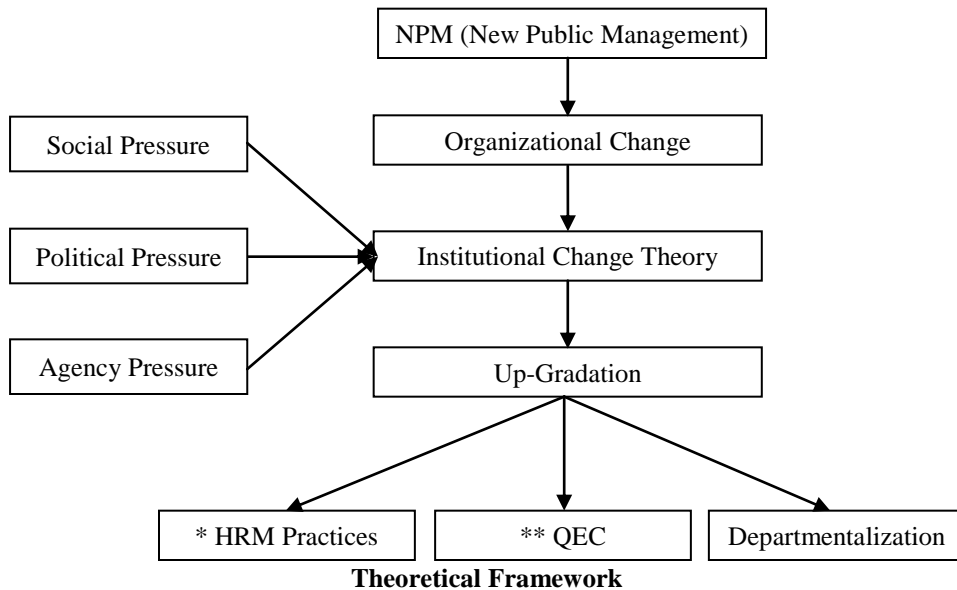 NPM (New Public Management)
Organizational Change
Social Pressure
Political Pressure
Institutional Change Theory
Agency Pressure
Up-Gradation
* HRM Practices
** QEC
Departmentalization
Theoretical Framework